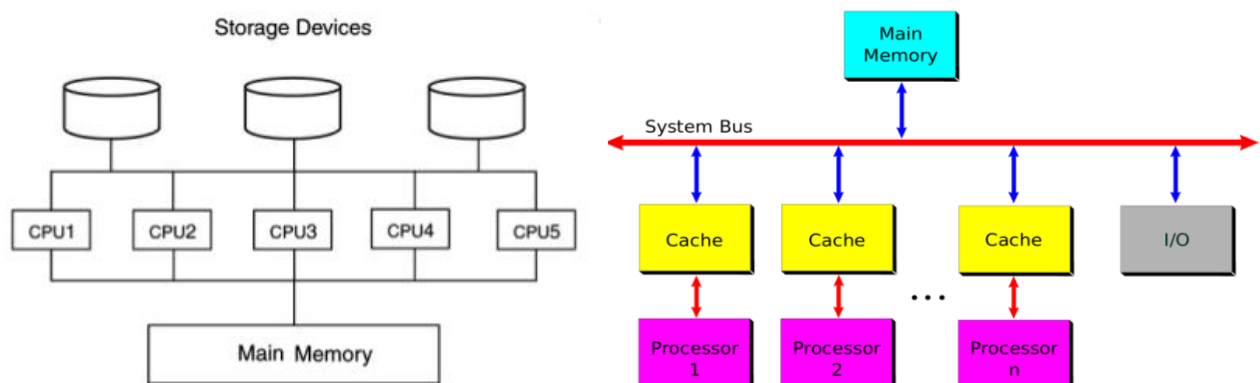 Storage Devices
CPU1 CPU2 CPU3 CPU4 CPU5
Main Memory
Main
Memory
System Bus
Cache Cache Cache I/O
...
Processor Processor Processor
1 2 n